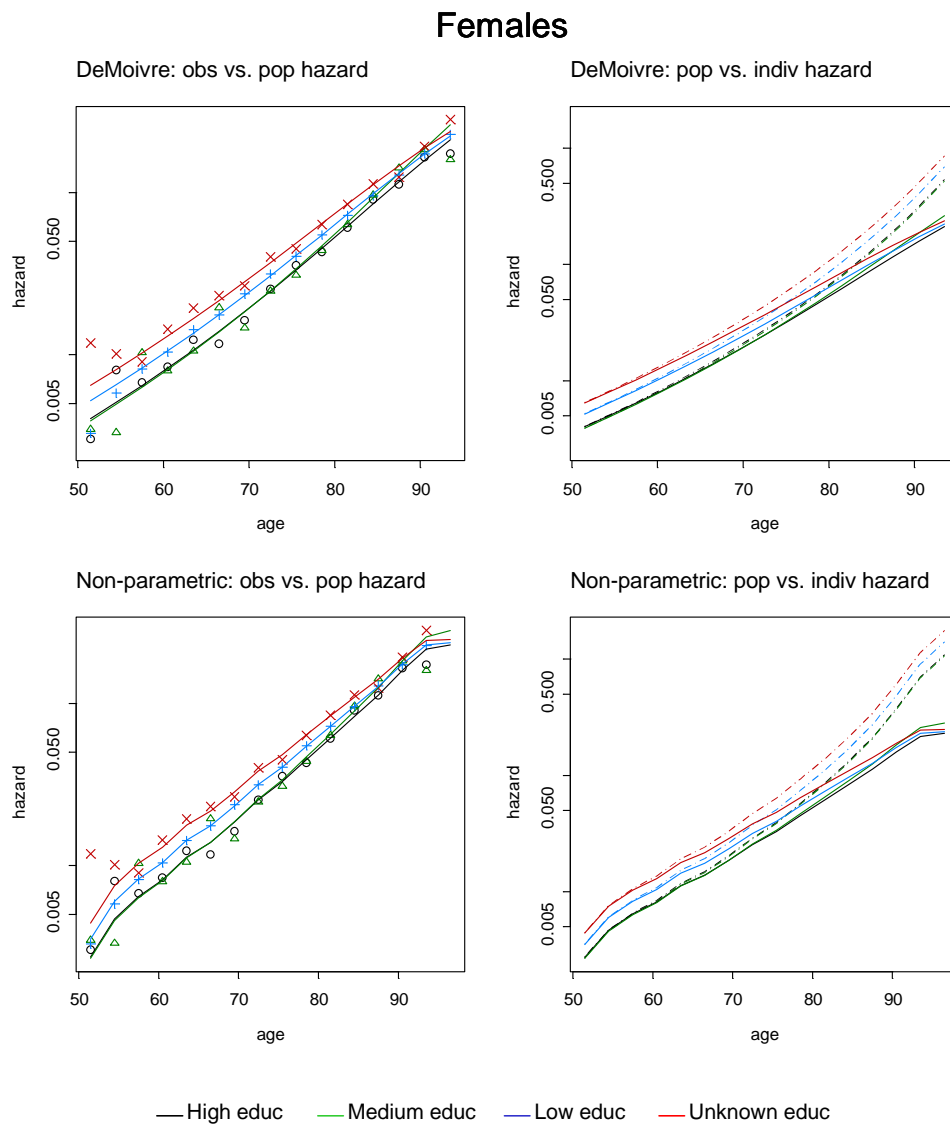 Females
DeMoivre: obs vs. pop hazard
hazard
0.050
0.005
50 60 70 80 90
age
DeMoivre: pop vs. indiv hazard
hazard
0.500
0.050
0.005
50 60 70 80 90
age
Non-parametric: obs vs. pop hazard
hazard
0.050
0.005
50 60 70 80 90
age
Non-parametric: pop vs. indiv hazard
hazard
0.500
0.050
0.005
50 60 70 80 90
age
High educ Medium educ Low educ Unknown educ